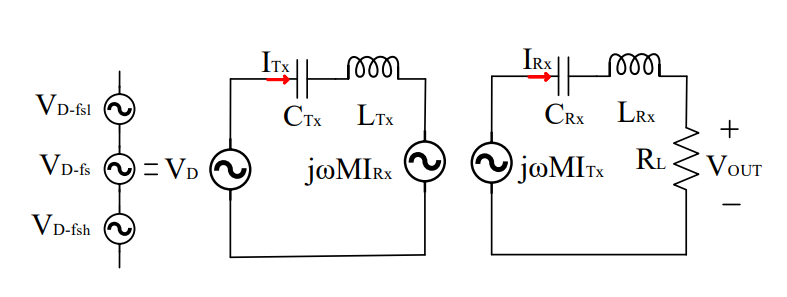 VD-fsl
VD-fs
VD-fsh
= VD
ITx
CTx
LTx
jωMIRx
IRx
CRx
LRx
jωMITx
RL
+
VOUT
−